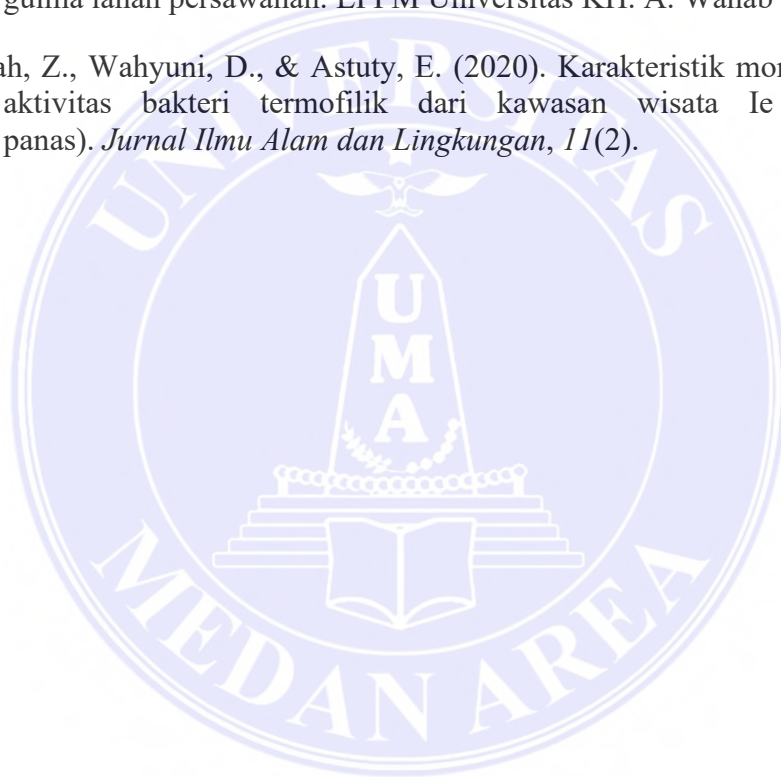 gulma lahan persawahan. LPPM Universitas KH. A. Wahab
ah, Z., Wahyuni, D., & Astuty, E. (2020). Karakteristik mor
aktivitas bakteri termofilik dari kawasan wisata Ie
panas). Jurnal Ilmu Alam dan Lingkungan, 11(2).
UNIVERSITAS
UMA
MEDAN AREA